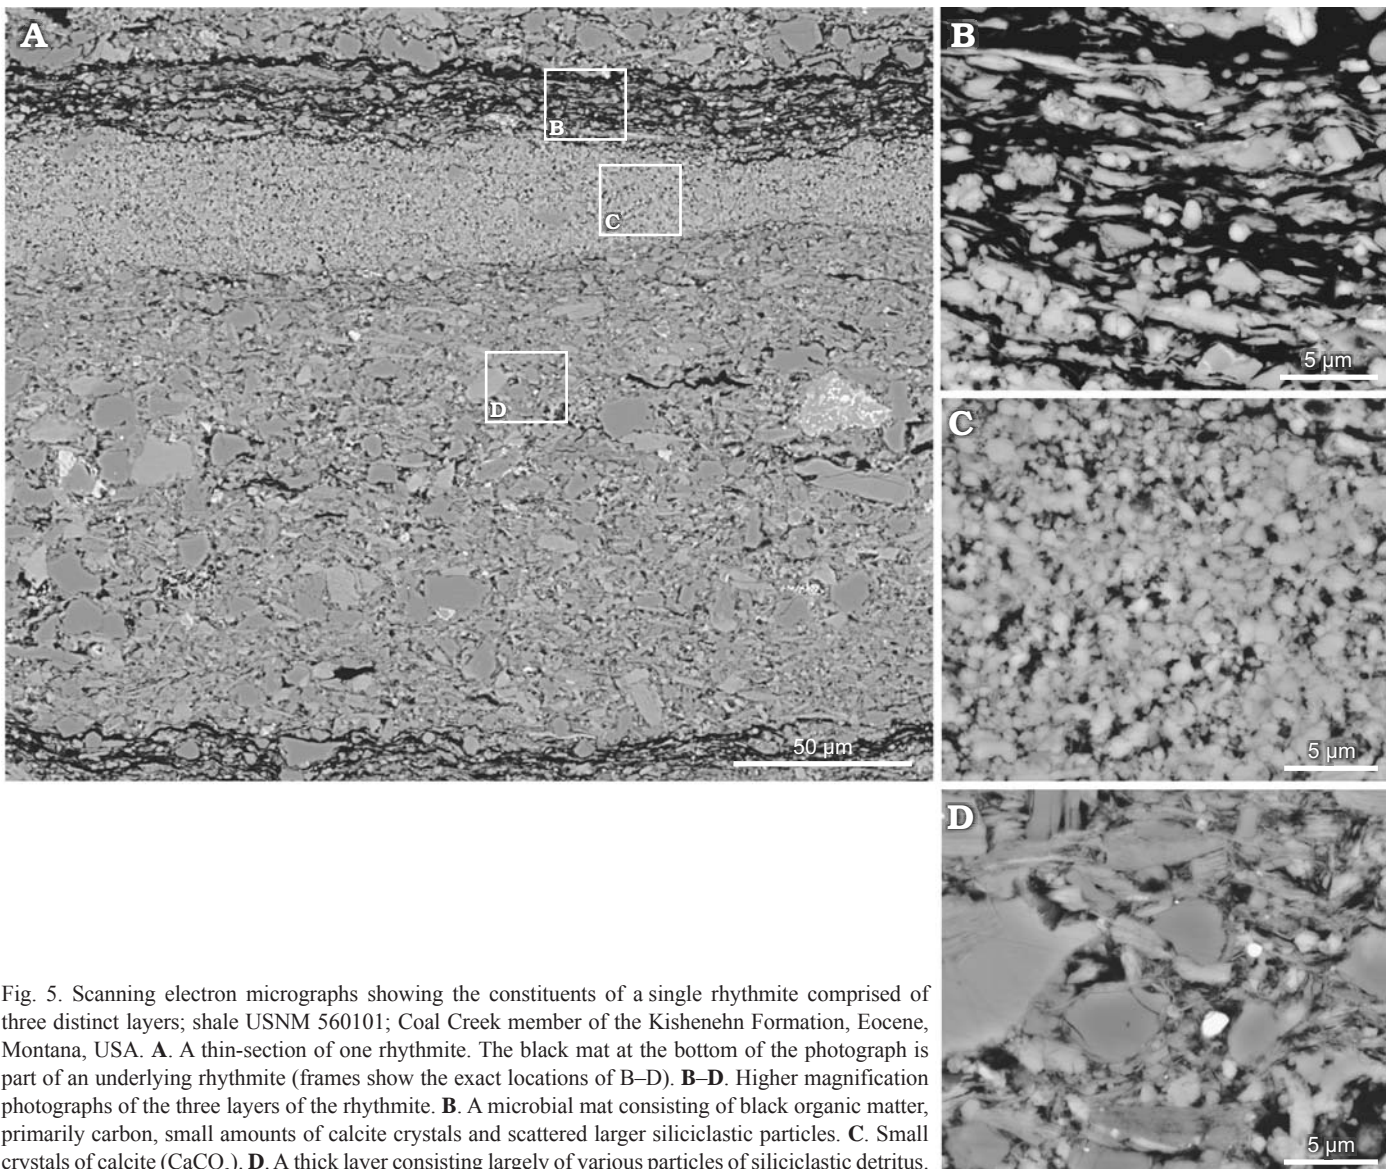 A
B
C
D
50 µm
B
5 µm
C
5 µm
D
5 µm
Fig. 5. Scanning electron micrographs showing the constituents of a single rhythmite comprised of
three distinct layers; shale USNM 560101; Coal Creek member of the Kishenehn Formation, Eocene,
Montana, USA. A. A thin-section of one rhythmite. The black mat at the bottom of the photograph is
part of an underlying rhythmite (frames show the exact locations of B–D). B–D. Higher magnification
photographs of the three layers of the rhythmite. B. A microbial mat consisting of black organic matter,
primarily carbon, small amounts of calcite crystals and scattered larger siliciclastic particles. C. Small
crystals of calcite (CaCO₃). D. A thick layer consisting largely of various particles of siliciclastic detritus.